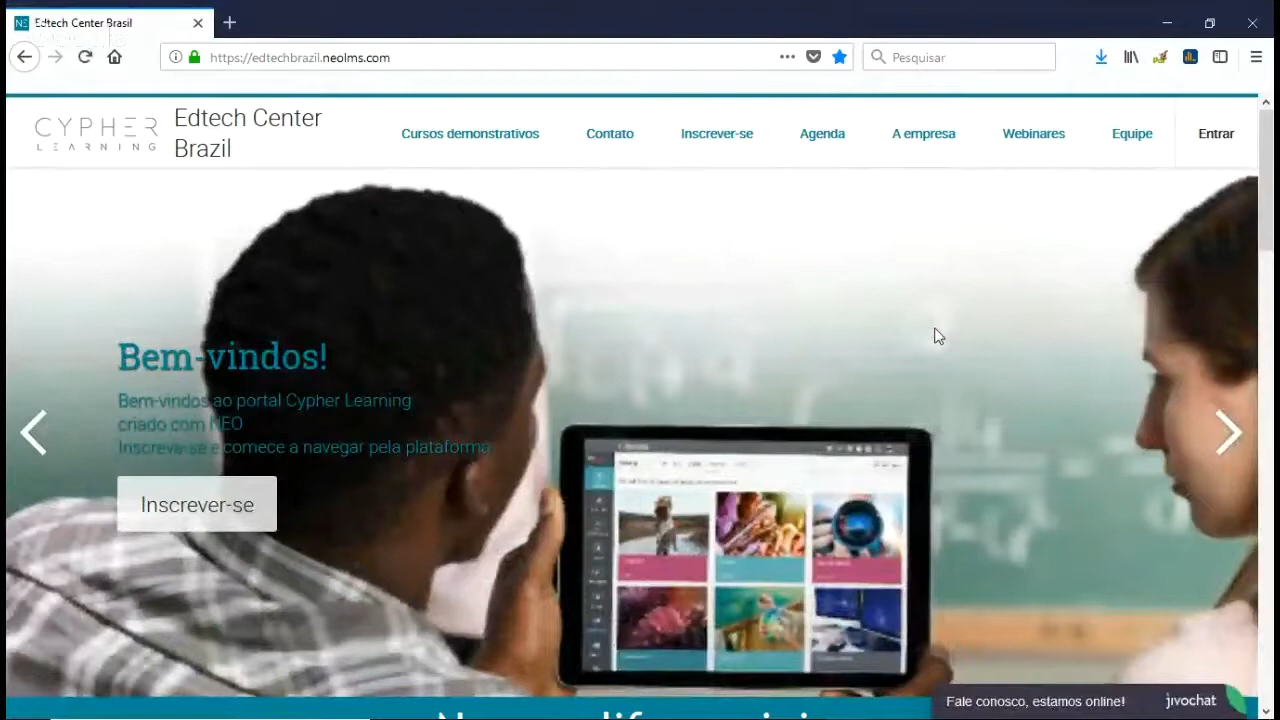 Edtech Center Brasil
https://edtechbrazil.neolms.com
Pesquisar
CYPHER
LEARNING
Edtech Center
Brazil
Cursos demonstrativos
Contato
Inscrever-se
Agenda
A empresa
Webinares
Equipe
Entrar
Bem-vindos!
Bem-vindos ao portal Cypher Learning
criado com NEO
Inscreva-se e comece a navegar pela plataforma
Inscrever-se
Fale conosco, estamos online!
jivochat